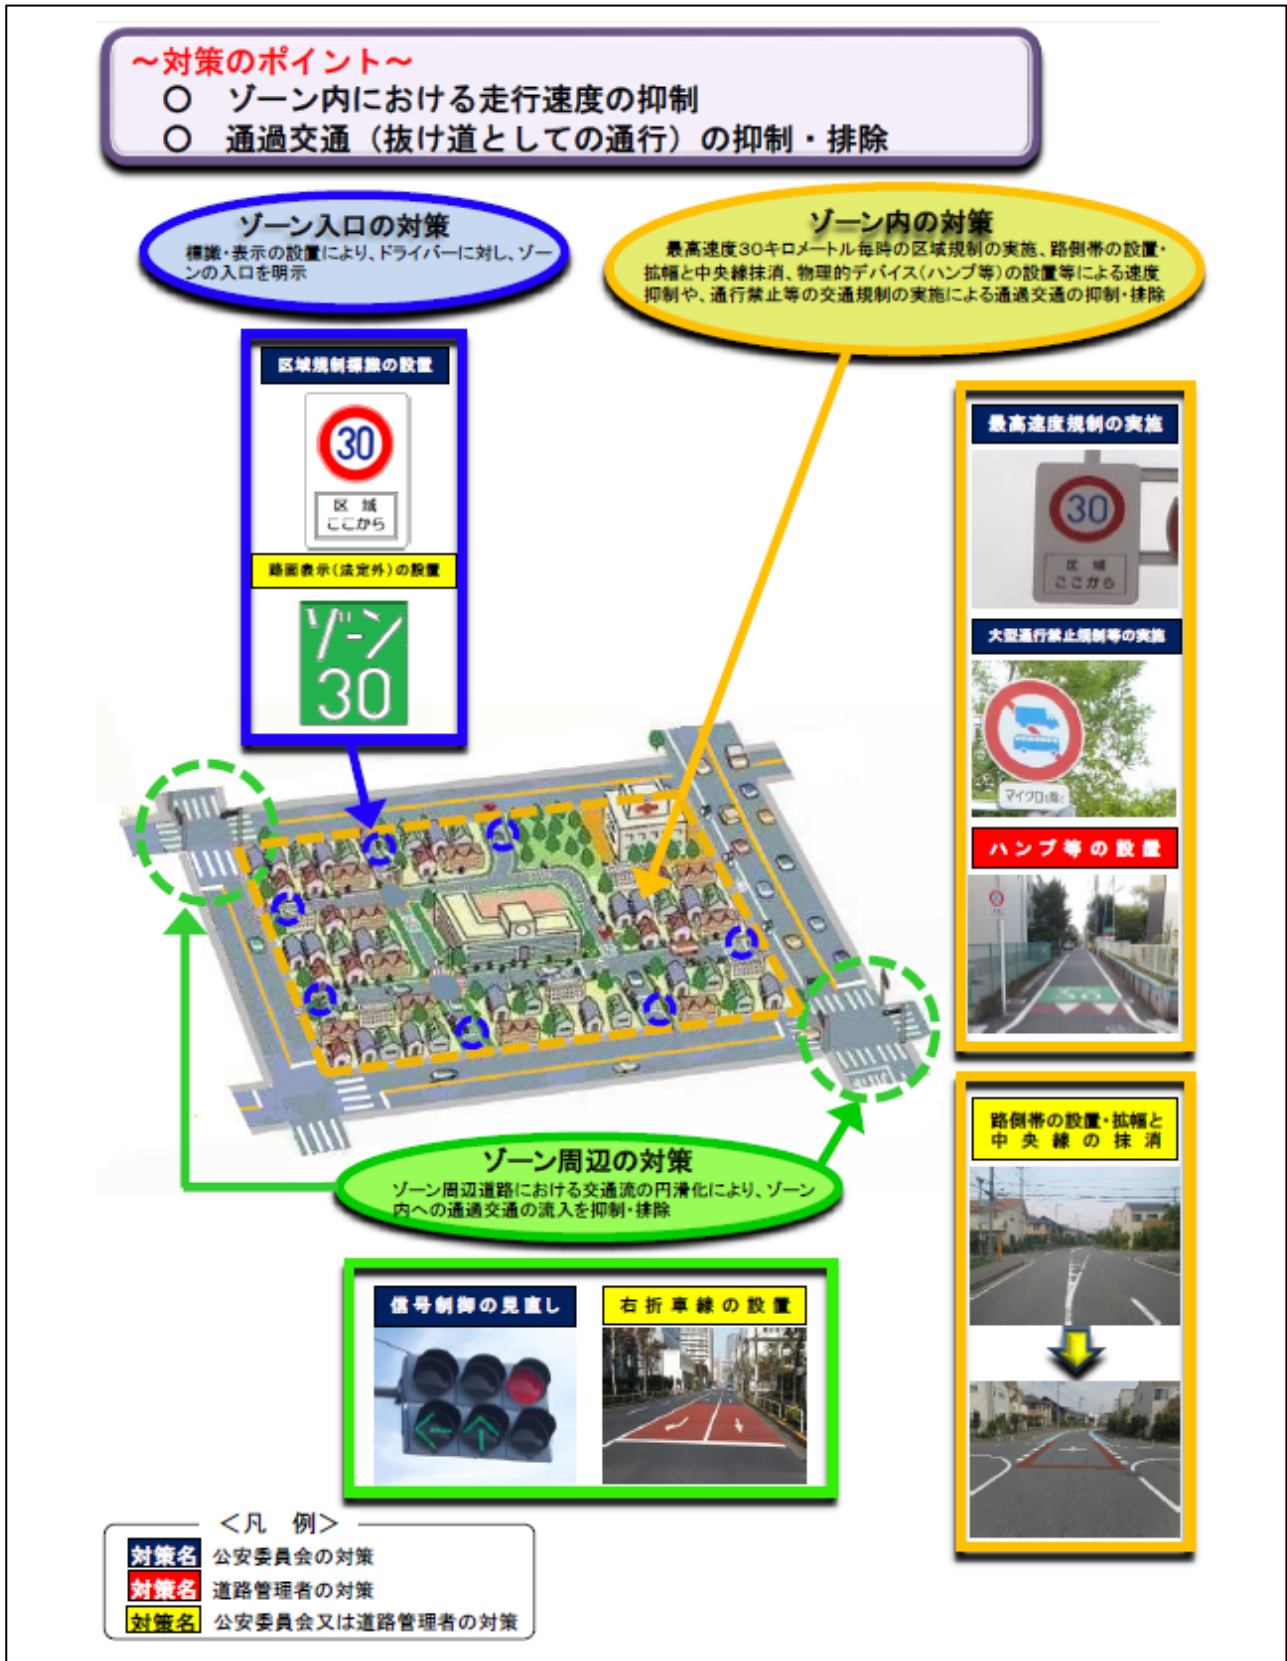 ～対策のポイント～
○ ゾーン内における走行速度の抑制
○ 通過交通（抜け道としての通行）の抑制・排除
ゾーン入口の対策
標識・表示の設置により、ドライバーに対し、ゾー
ンの入口を明示
ゾーン内の対策
最高速度30キロメートル毎時の区域規制の実施、路側帯の設置・
拡幅と中央線抹消、物理的デバイス（ハンプ等）の設置等による速度
抑制や、通行禁止等の交通規制の実施による通過交通の抑制・排除
区域規制標識の設置
30
区 域
ここから
路面表示（法定外）の設置
ゾーン
30
最高速度規制の実施
30
区 域
ここから
大型通行禁止規制等の実施
マイクロを除く
ハンプ等の設置
30
路側帯の設置・拡幅と
中央線の抹消
ゾーン周辺の対策
ゾーン周辺道路における交通流の円滑化により、ゾーン
内への通過交通の流入を抑制・排除
信号制御の見直し
右折車線の設置
＜凡 例＞
対策名 公安委員会の対策
対策名 道路管理者の対策
対策名 公安委員会又は道路管理者の対策